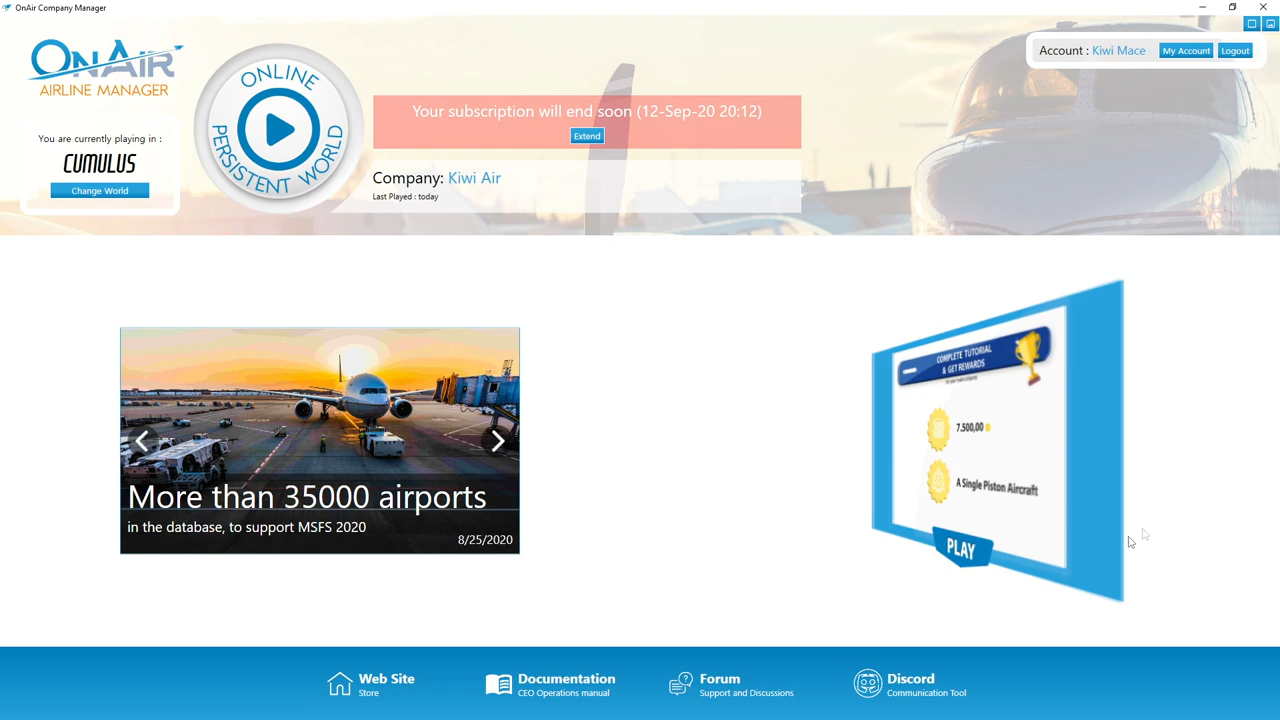 OnAir Company Manager
ONAIR
AIRLINE MANAGER
You are currently playing in :
CUMULUS
Change World
ONLINE
PERSISTENT WORLD
Your subscription will end soon (12-Sep-20 20:12)
Extend
Company: Kiwi Air
Last Played : today
Account : Kiwi Mace
My Account
Logout
More than 35000 airports
in the database, to support MSFS 2020
8/25/2020
COMPLETE TUTORIAL
& GET REWARDS
for your main company
7.500,00
A Single Piston Aircraft
PLAY
Web Site
Store
Documentation
CEO Operations manual
Forum
Support and Discussions
Discord
Communication Tool